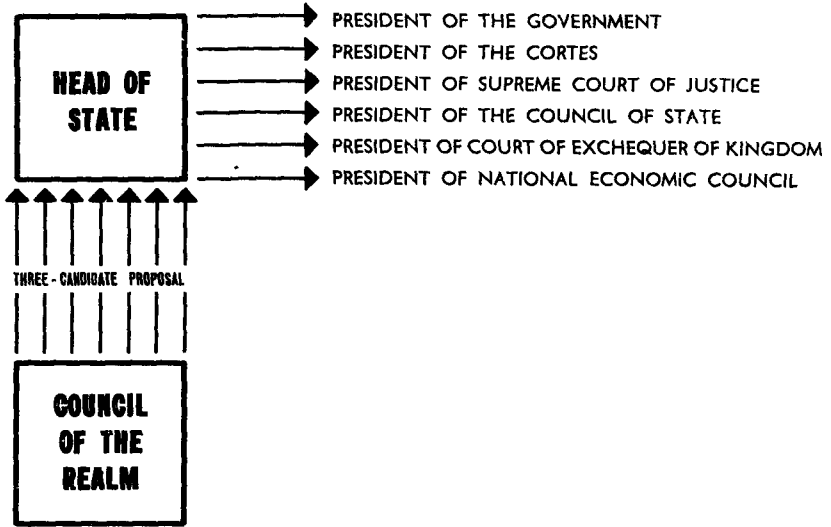 HEAD OF
STATE
PRESIDENT OF THE GOVERNMENT
PRESIDENT OF THE CORTES
PRESIDENT OF SUPREME COURT OF JUSTICE
PRESIDENT OF THE COUNCIL OF STATE
PRESIDENT OF COURT OF EXCHEQUER OF KINGDOM
PRESIDENT OF NATIONAL ECONOMIC COUNCIL
THREE - CANDIDATE PROPOSAL
COUNCIL
OF THE
REALM